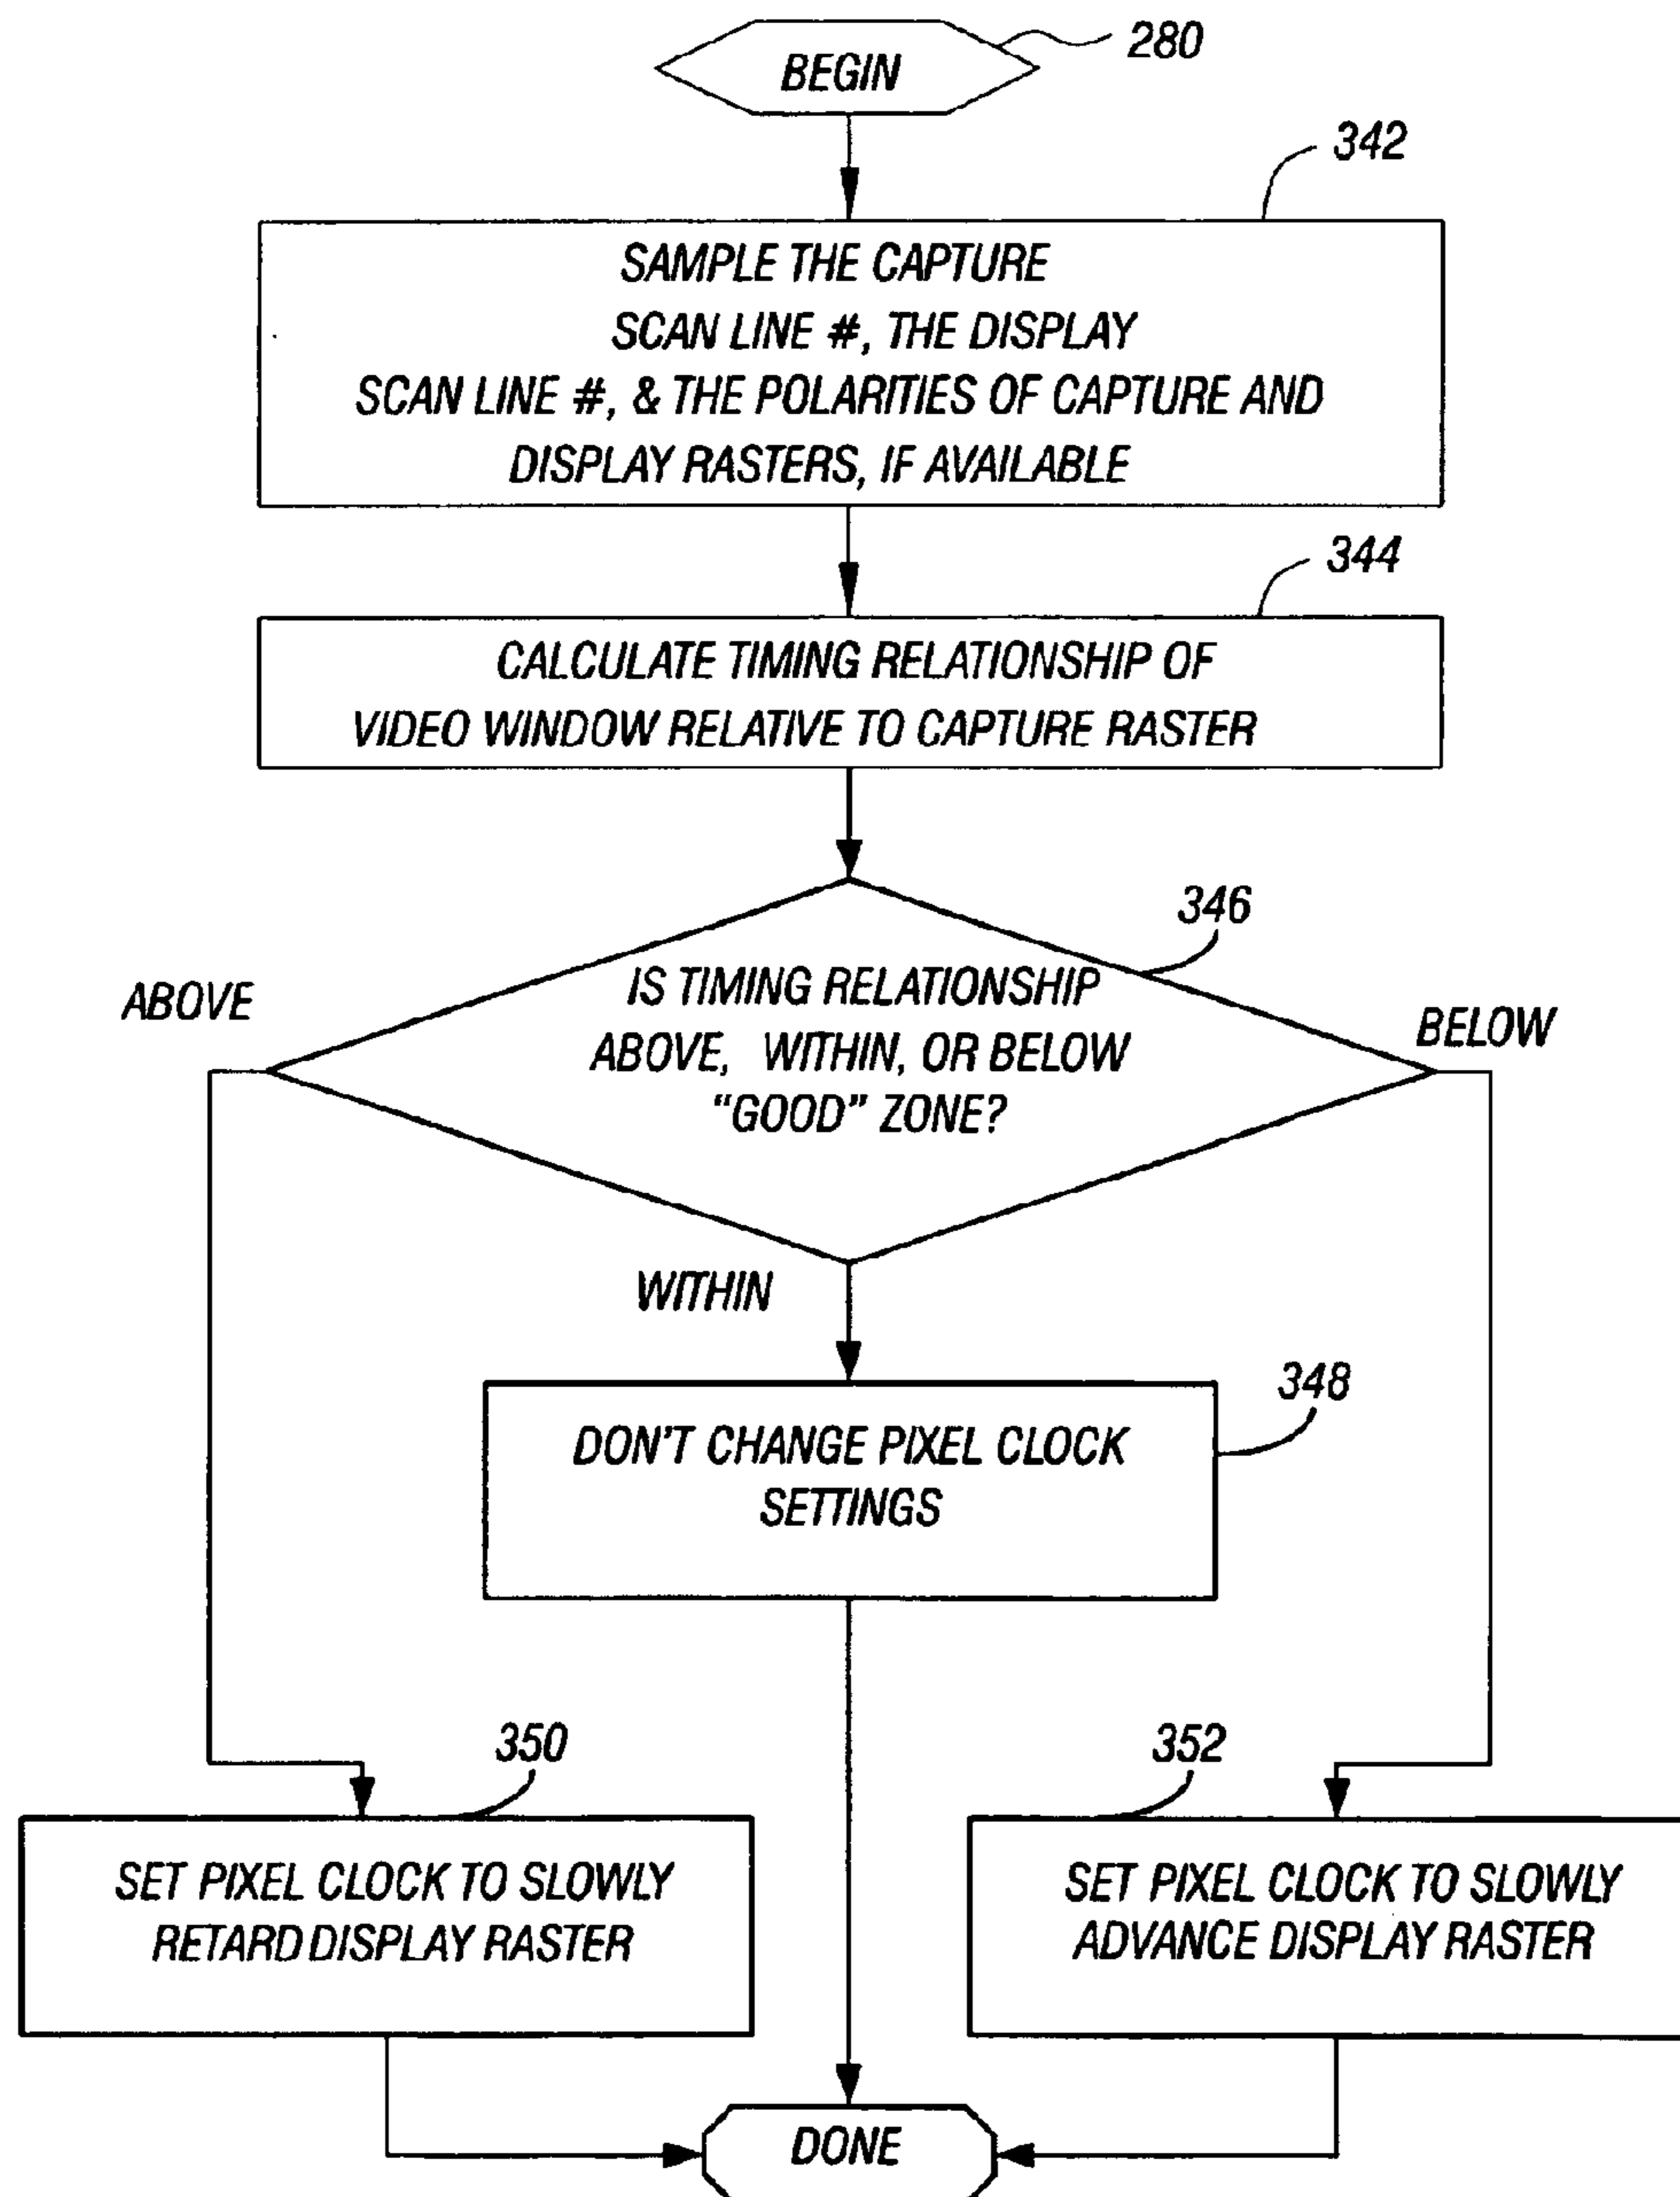 BEGIN
280
342
SAMPLE THE CAPTURE
SCAN LINE #, THE DISPLAY
SCAN LINE #, & THE POLARITIES OF CAPTURE AND
DISPLAY RASTERS, IF AVAILABLE
344
CALCULATE TIMING RELATIONSHIP OF
VIDEO WINDOW RELATIVE TO CAPTURE RASTER
346
IS TIMING RELATIONSHIP
ABOVE, WITHIN, OR BELOW
“GOOD” ZONE?
ABOVE
BELOW
WITHIN
348
DON'T CHANGE PIXEL CLOCK
SETTINGS
350
SET PIXEL CLOCK TO SLOWLY
RETARD DISPLAY RASTER
352
SET PIXEL CLOCK TO SLOWLY
ADVANCE DISPLAY RASTER
DONE